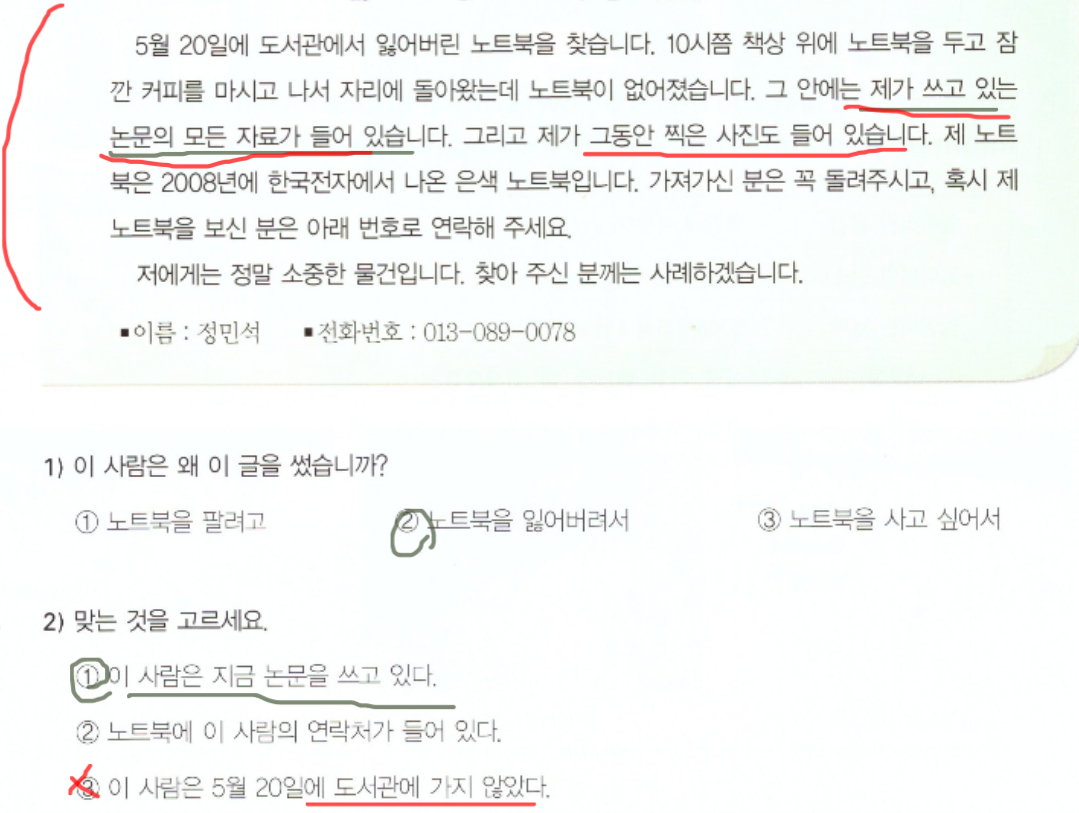 5월 20일에 도서관에서 잃어버린 노트북을 찾습니다. 10시쯤 책상 위에 노트북을 두고 잠
깐 커피를 마시고 나서 자리에 돌아왔는데 노트북이 없어졌습니다. 그 안에는 제가 쓰고 있는
논문의 모든 자료가 들어 있습니다. 그리고 제가 그동안 찍은 사진도 들어 있습니다. 제 노트
북은 2008년에 한국전자에서 나온 은색 노트북입니다. 가져가신 분은 꼭 돌려주시고, 혹시 제
노트북을 보신 분은 아래 번호로 연락해 주세요.
저에게는 정말 소중한 물건입니다. 찾아 주신 분께는 사례하겠습니다.
▪이름 : 정민석 ▪전화번호 : 013-089-0078
1) 이 사람은 왜 이 글을 썼습니까?
① 노트북을 팔려고 ② 노트북을 잃어버려서 ③ 노트북을 사고 싶어서
2) 맞는 것을 고르세요.
① 이 사람은 지금 논문을 쓰고 있다.
② 노트북에 이 사람의 연락처가 들어 있다.
③ 이 사람은 5월 20일에 도서관에 가지 않았다.